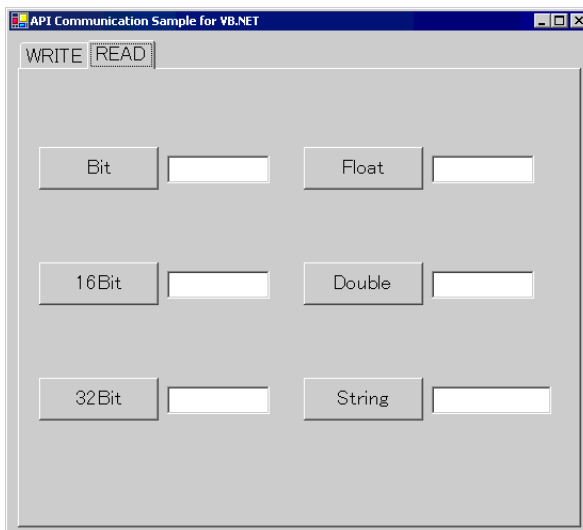 API Communication Sample for VB.NET
WRITE READ
Bit Float
16Bit Double
32Bit String